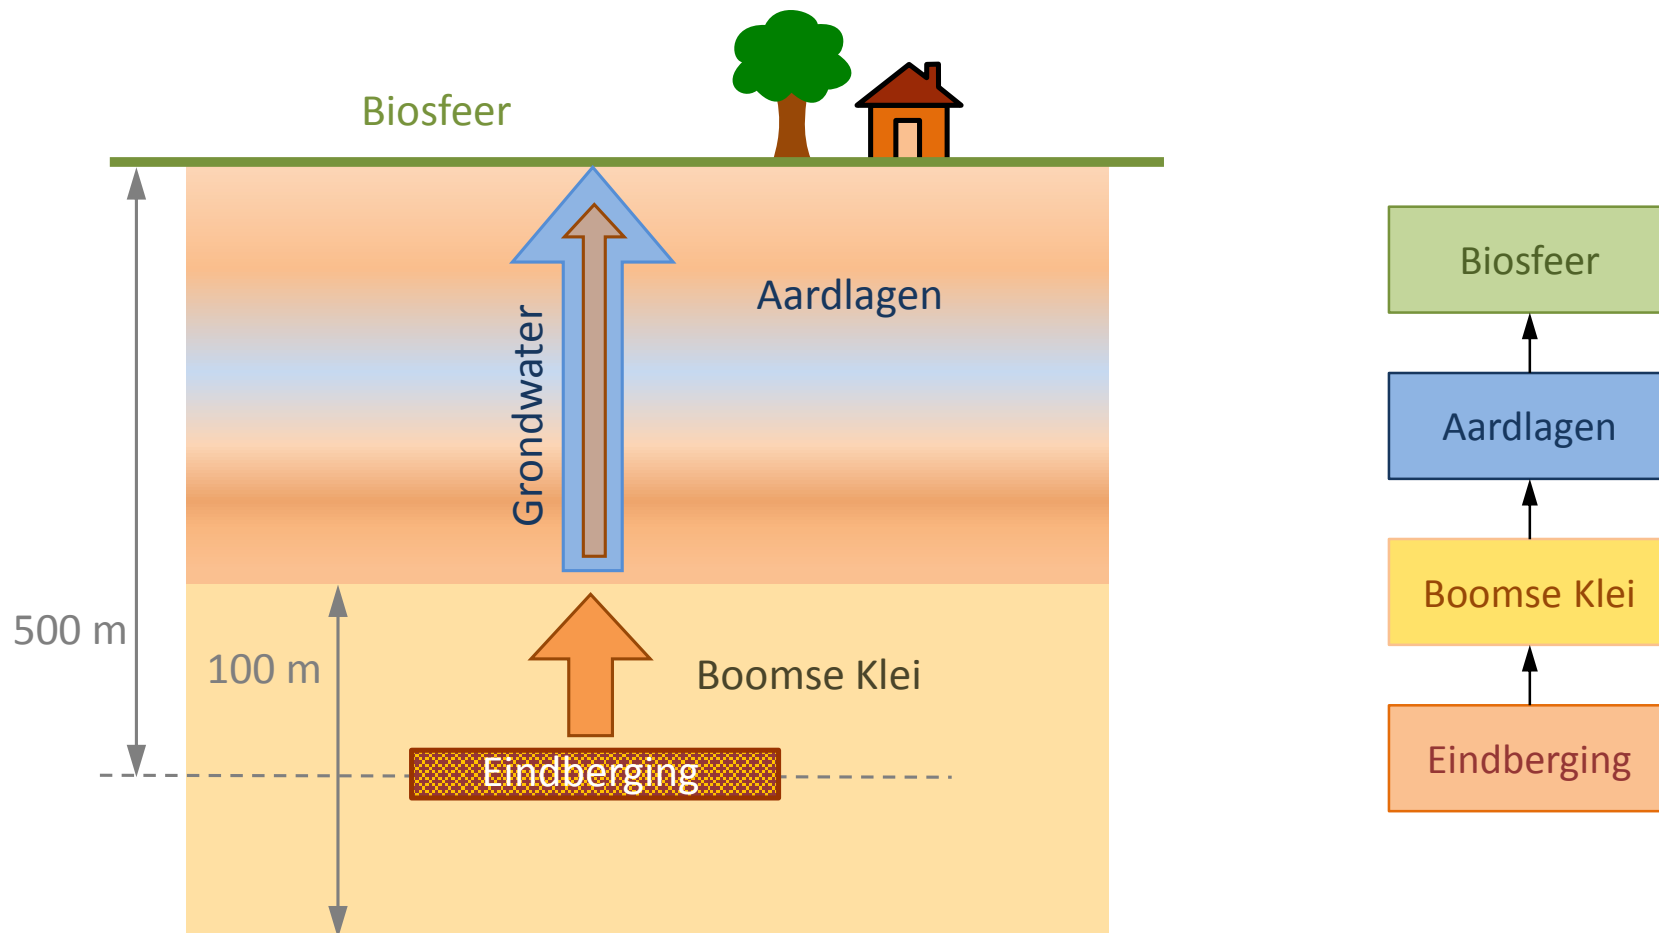 Biosfeer
Aardlagen
Grondwater
500 m
100 m
Boomse Klei
Eindberging
Biosfeer
Aardlagen
Boomse Klei
Eindberging